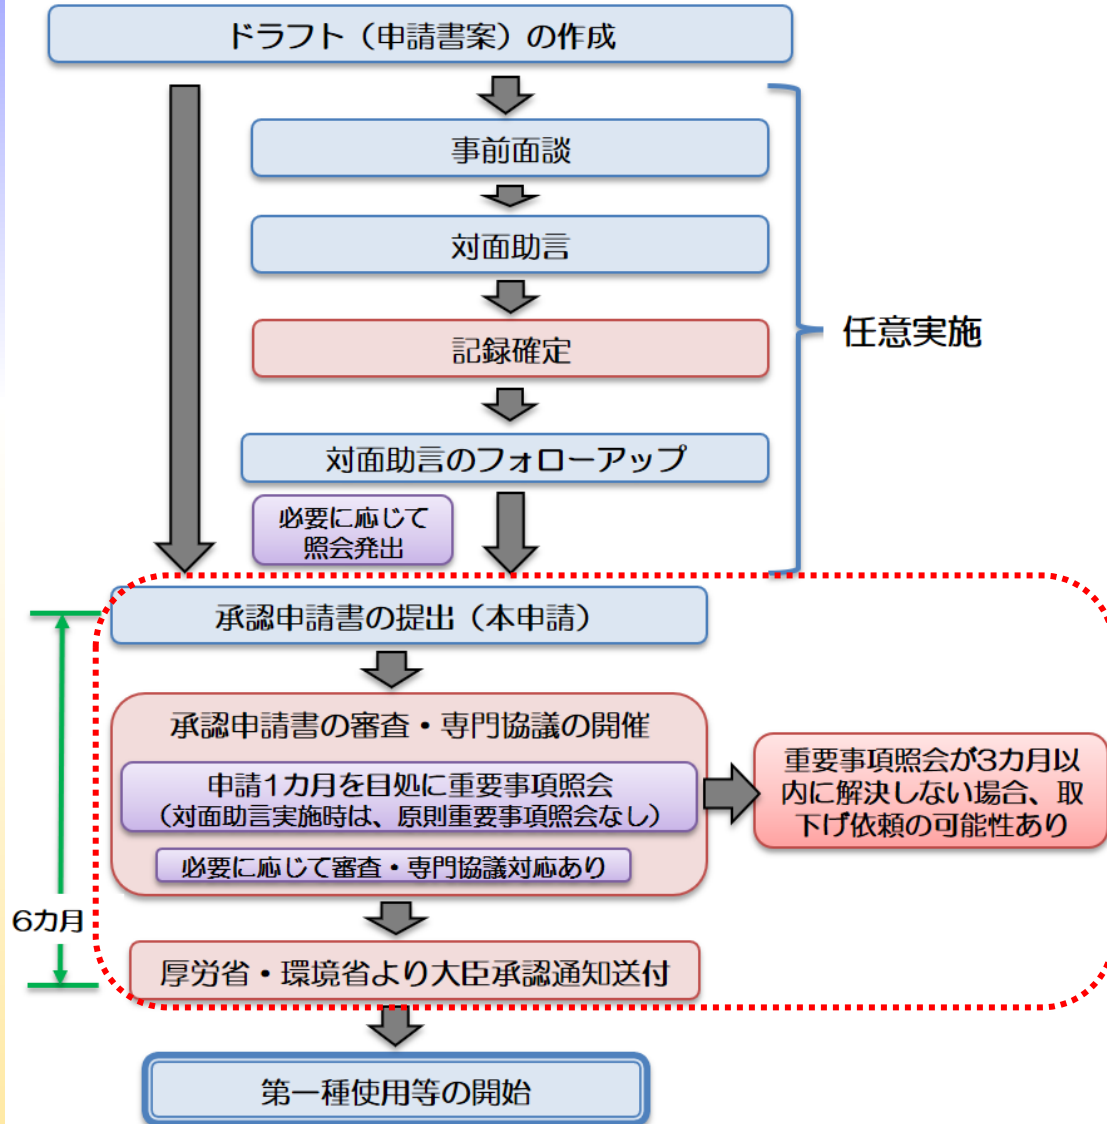 ドラフト（申請書案）の作成
事前面談
対面助言
記録確定
任意実施
対面助言のフォローアップ
必要に応じて
照会発出
承認申請書の提出（本申請）
承認申請書の審査・専門協議の開催
申請1カ月を目処に重要事項照会
（対面助言実施時は、原則重要事項照会なし）
必要に応じて審査・専門協議対応あり
重要事項照会が3カ月以
内に解決しない場合、取
下げ依頼の可能性あり
6カ月
厚労省・環境省より大臣承認通知送付
第一種使用等の開始